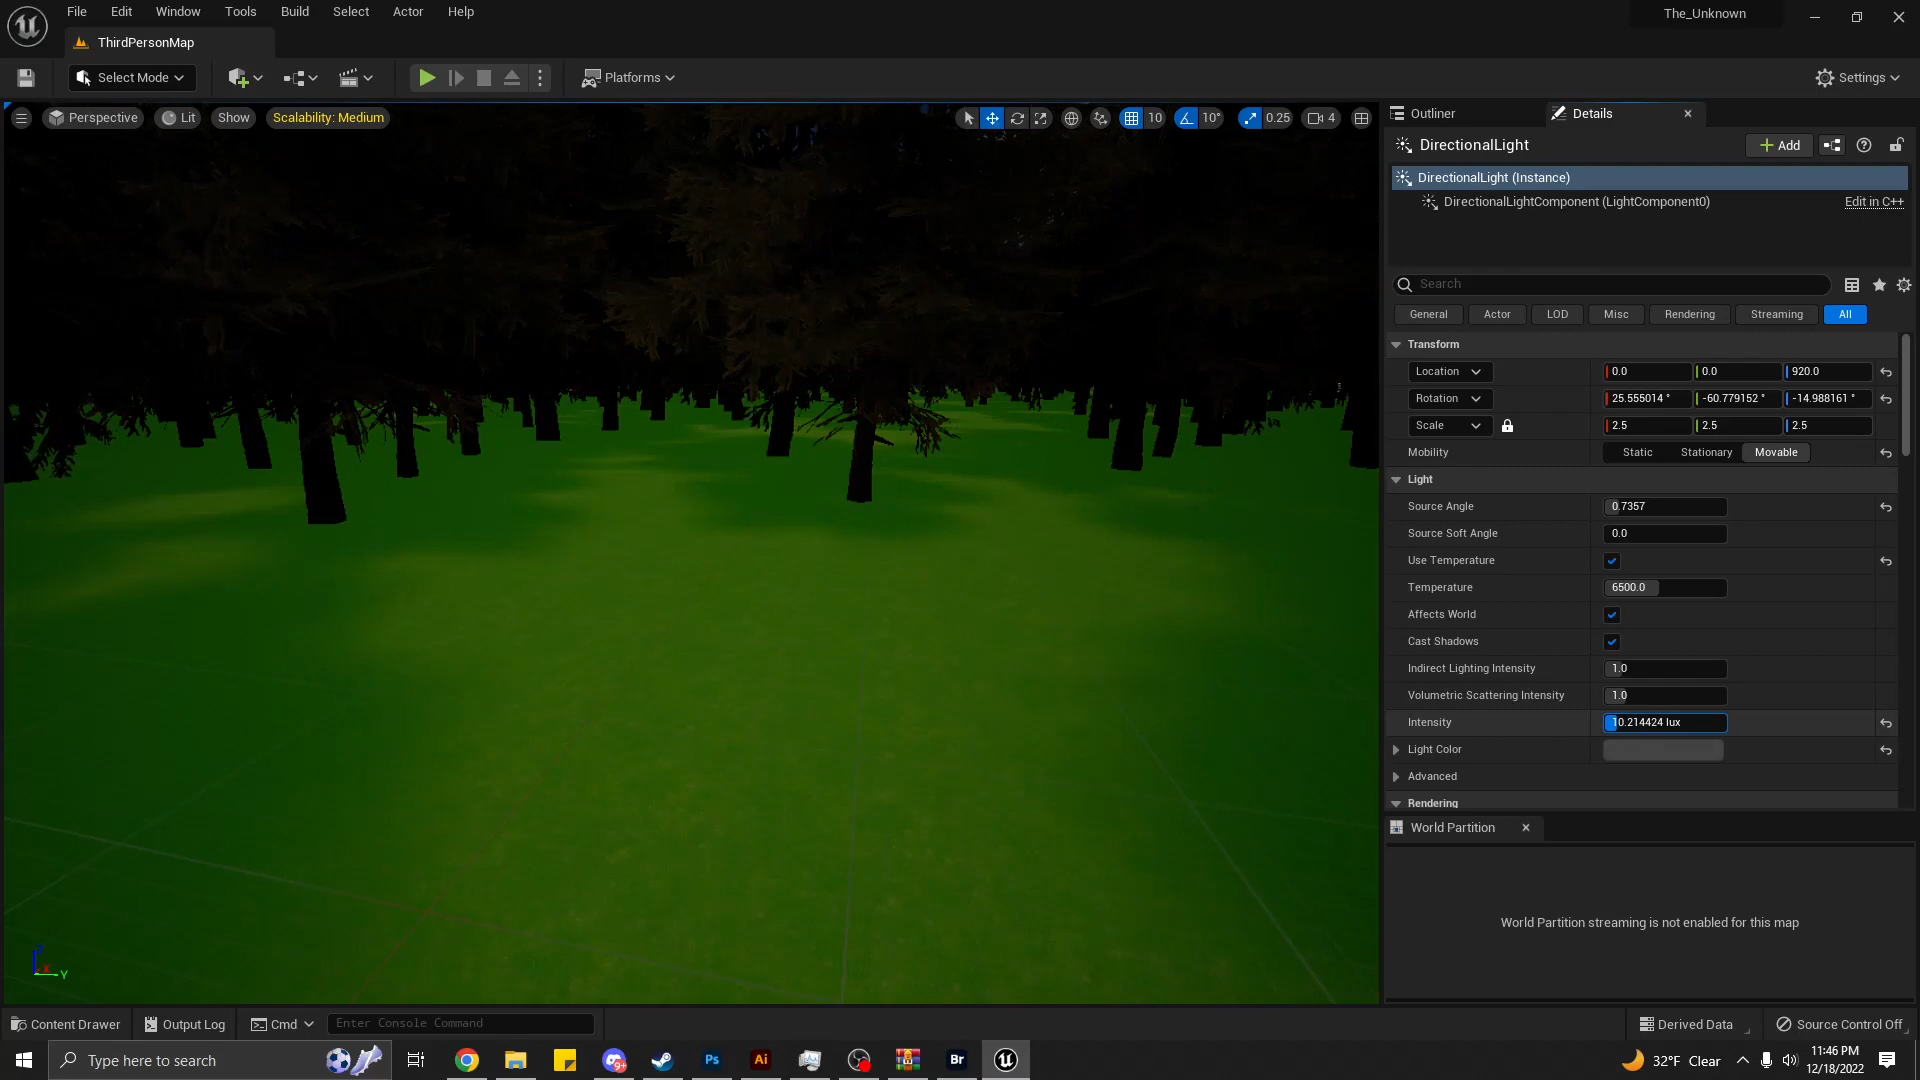 File Edit Window Tools Build Select Actor Help
The_Unknown
ThirdPersonMap
Select Mode
Platforms
Settings
Perspective Lit Show Scalability: Medium
10 10° 0.25 4
Outliner Details
DirectionalLight
Add
DirectionalLight (Instance)
DirectionalLightComponent (LightComponent0) Edit in C++
Search
General Actor LOD Misc Rendering Streaming All
Transform
Location 0.0 0.0 920.0
Rotation 25.555014 ° -60.779152 ° -14.988161 °
Scale 2.5 2.5 2.5
Mobility Static Stationary Movable
Light
Source Angle 0.7357
Source Soft Angle 0.0
Use Temperature
Temperature 6500.0
Affects World
Cast Shadows
Indirect Lighting Intensity 1.0
Volumetric Scattering Intensity 1.0
Intensity 10.214424 lux
Light Color
Advanced
Rendering
World Partition
World Partition streaming is not enabled for this map
X Y
Content Drawer Output Log Cmd Enter Console Command
Derived Data Source Control Off
Type here to search
9+
Ps Ai Br
32°F Clear
11:46 PM
12/18/2022